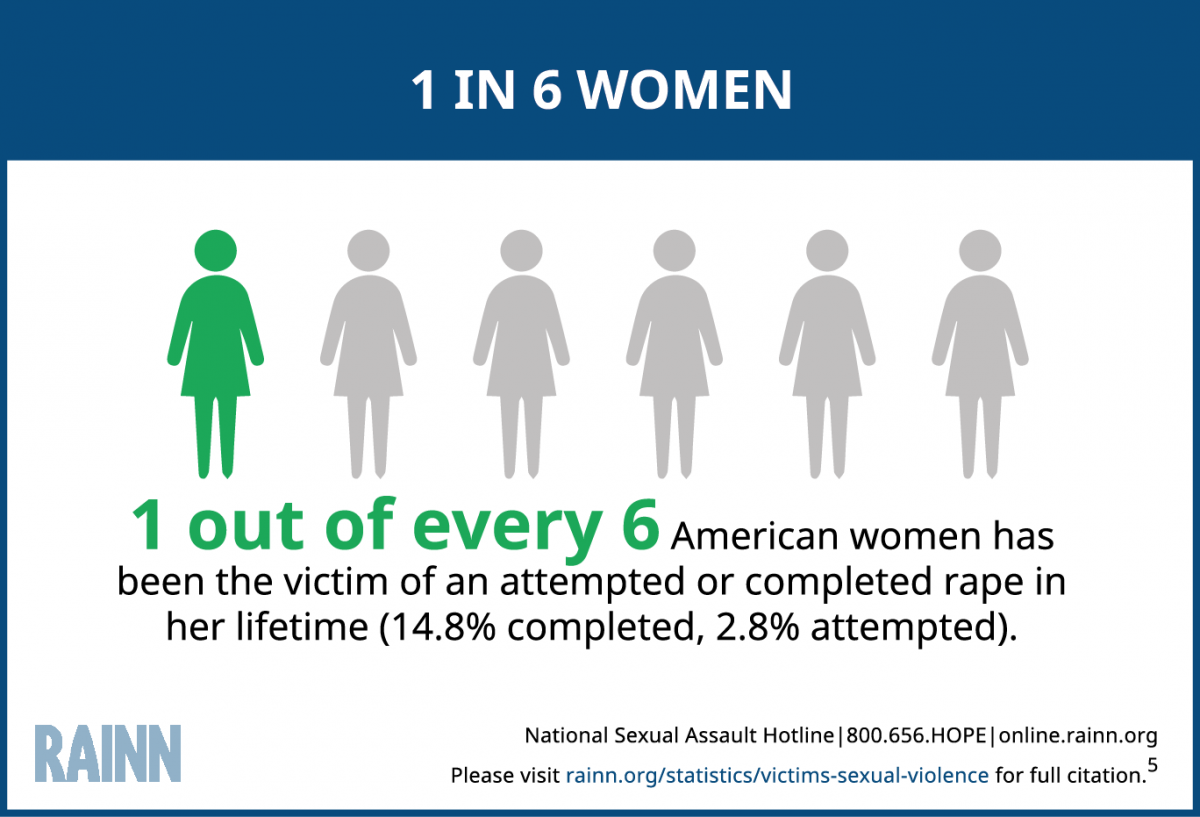 1 IN 6 WOMEN
1 out of every 6 American women has
been the victim of an attempted or completed rape in
her lifetime (14.8% completed, 2.8% attempted).
RAINN
National Sexual Assault Hotline|800.656.HOPE|online.rainn.org
Please visit rainn.org/statistics/victims-sexual-violence for full citation.5